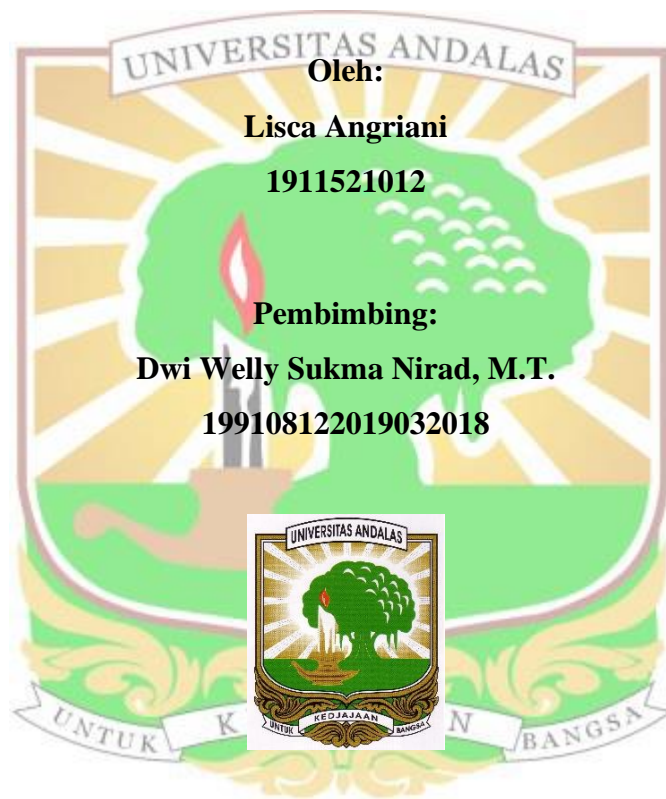 UNIVERSITAS ANDALAS
Oleh:
Lisca Angriani
1911521012
Pembimbing:
Dwi Welly Sukma Nirad, M.T.
199108122019032018
UNIVERSITAS ANDALAS
UNTUK KEDJAJAAN BANGSA
UNTUK K N BANGSA